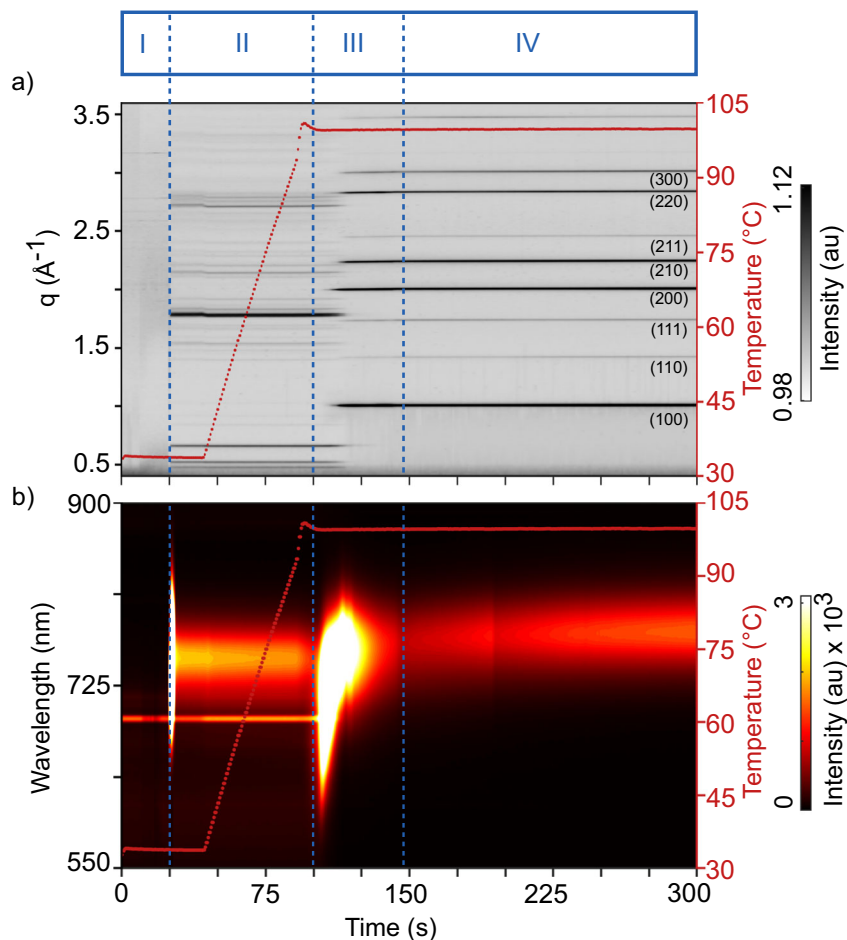 I II III IV
a)
3.5
2.5
1.5
0.5
q (Å⁻¹)
(300)
(220)
(211)
(210)
(200)
(111)
(110)
(100)
105
90
75
60
45
30
Temperature (°C)
1.12
0.98
Intensity (au)
b)
900
725
550
Wavelength (nm)
105
90
75
60
45
30
Temperature (°C)
3
0
Intensity (au) x 10³
0 75 150 225 300
Time (s)